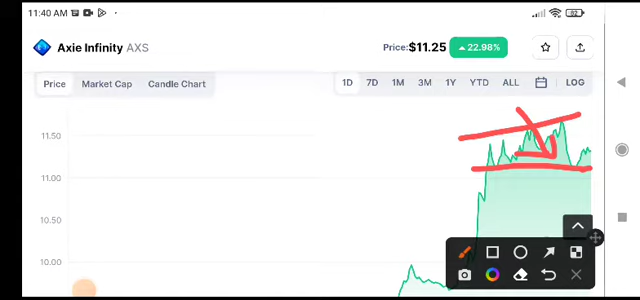 11:40 AM
82
Axie Infinity AXS
Price: $11.25 22.98%
Price Market Cap Candle Chart
1D 7D 1M 3M 1Y YTD ALL LOG
11.50
11.00
10.50
10.00